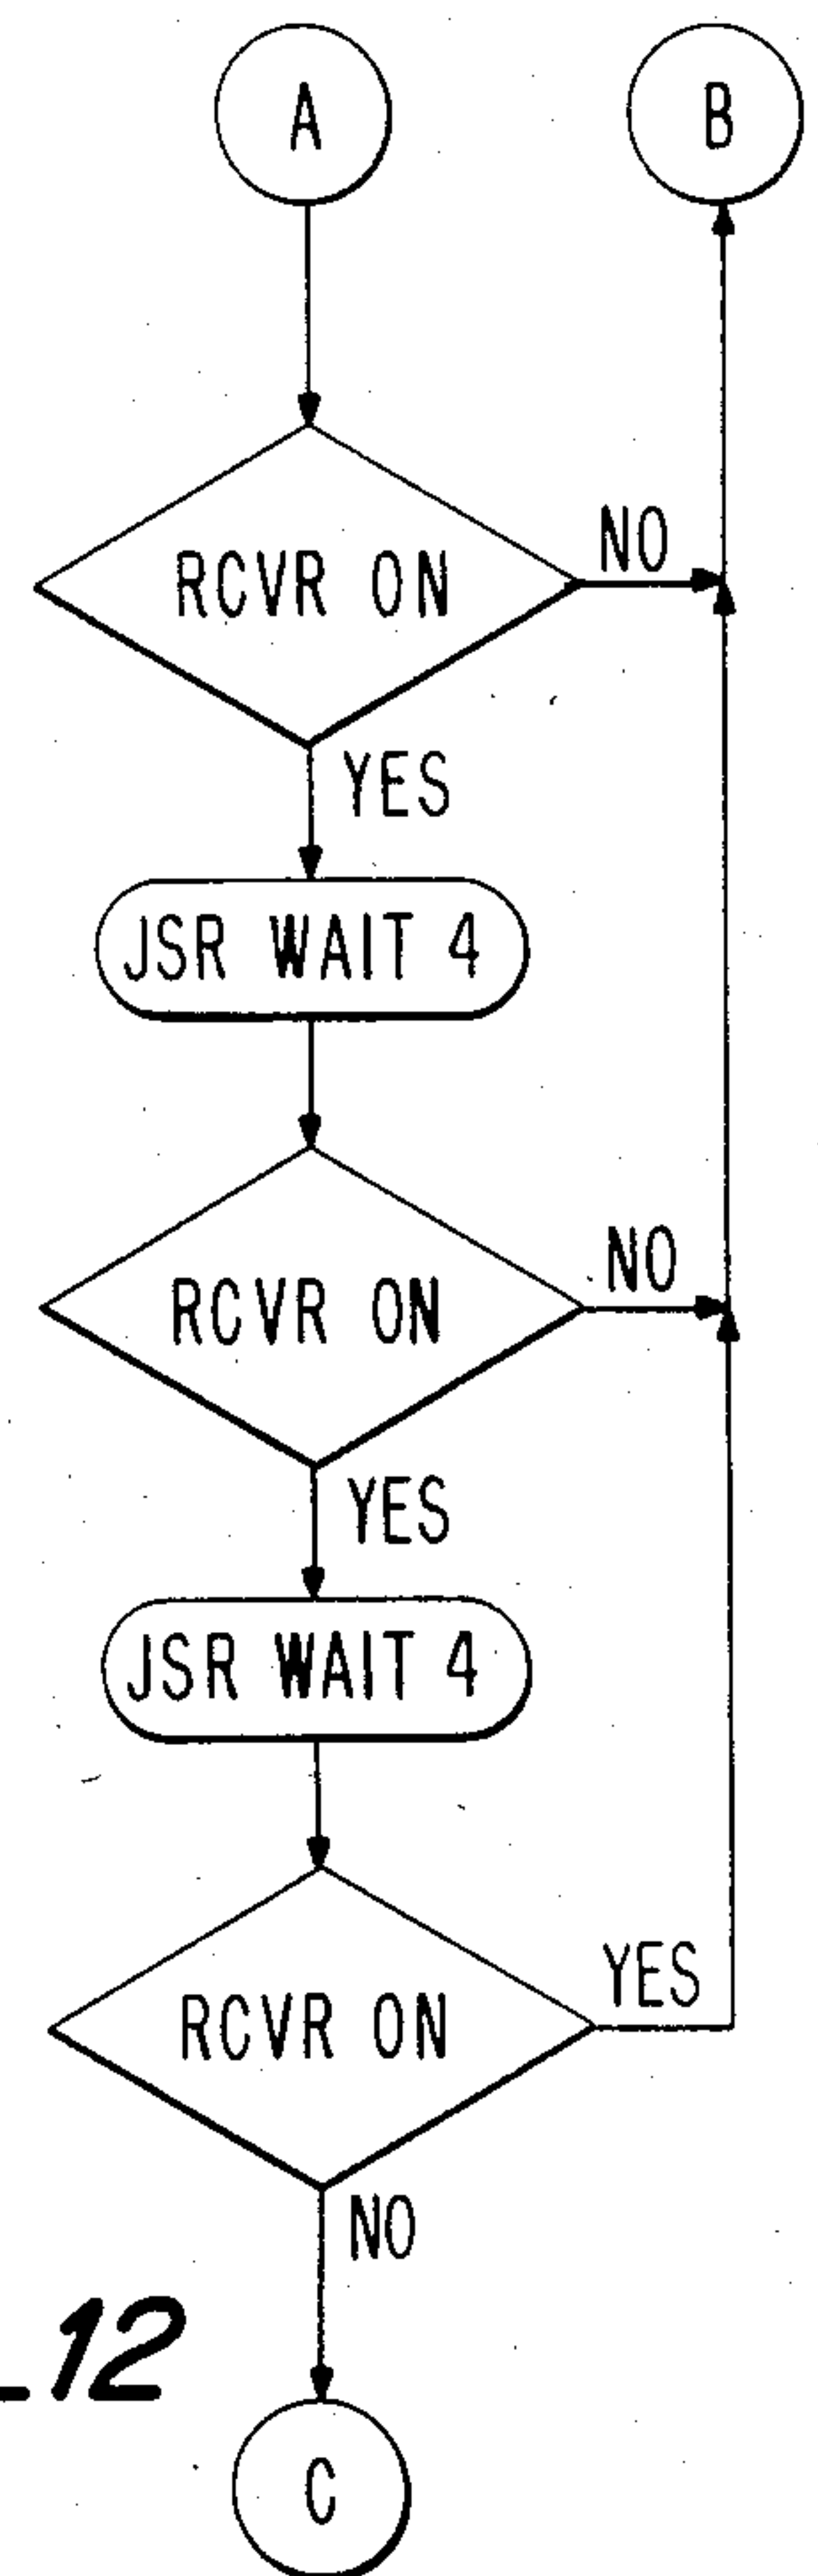 A
B
RCVR ON
NO
YES
JSR WAIT 4
RCVR ON
NO
YES
JSR WAIT 4
RCVR ON
YES
NO
12
C